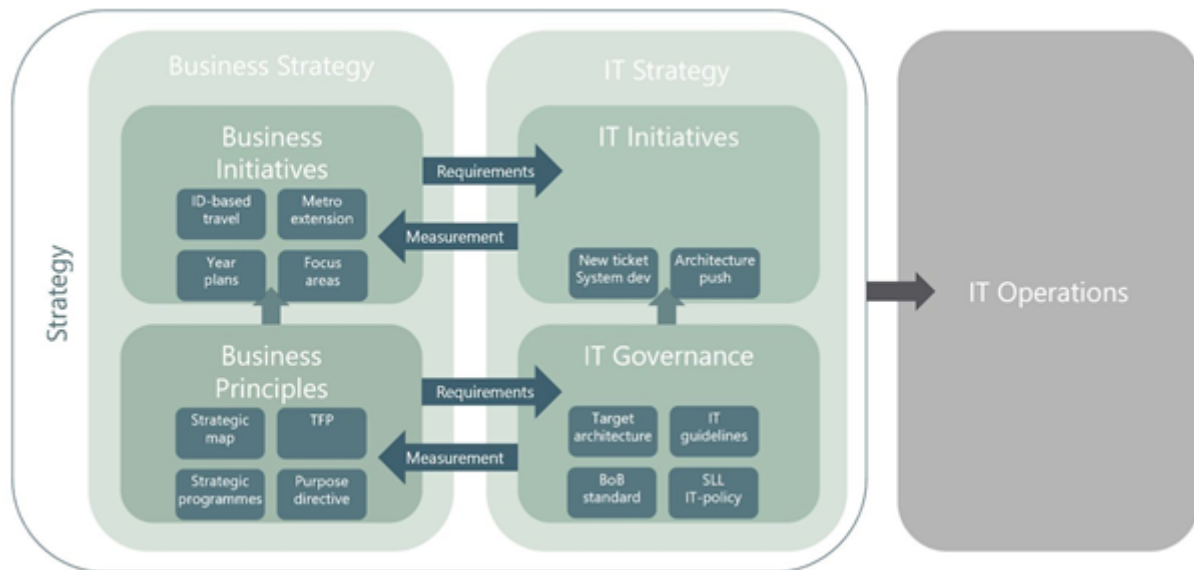 Strategy
Business Strategy
Business
Initiatives
ID-based
travel
Metro
extension
Year
plans
Focus
areas
Business
Principles
Strategic
map
TFP
Strategic
programmes
Purpose
directive
Requirements
Measurement
Requirements
Measurement
IT Strategy
IT Initiatives
New ticket
System dev
Architecture
push
IT Governance
Target
architecture
IT
guidelines
BoB
standard
SLL
IT-policy
IT Operations